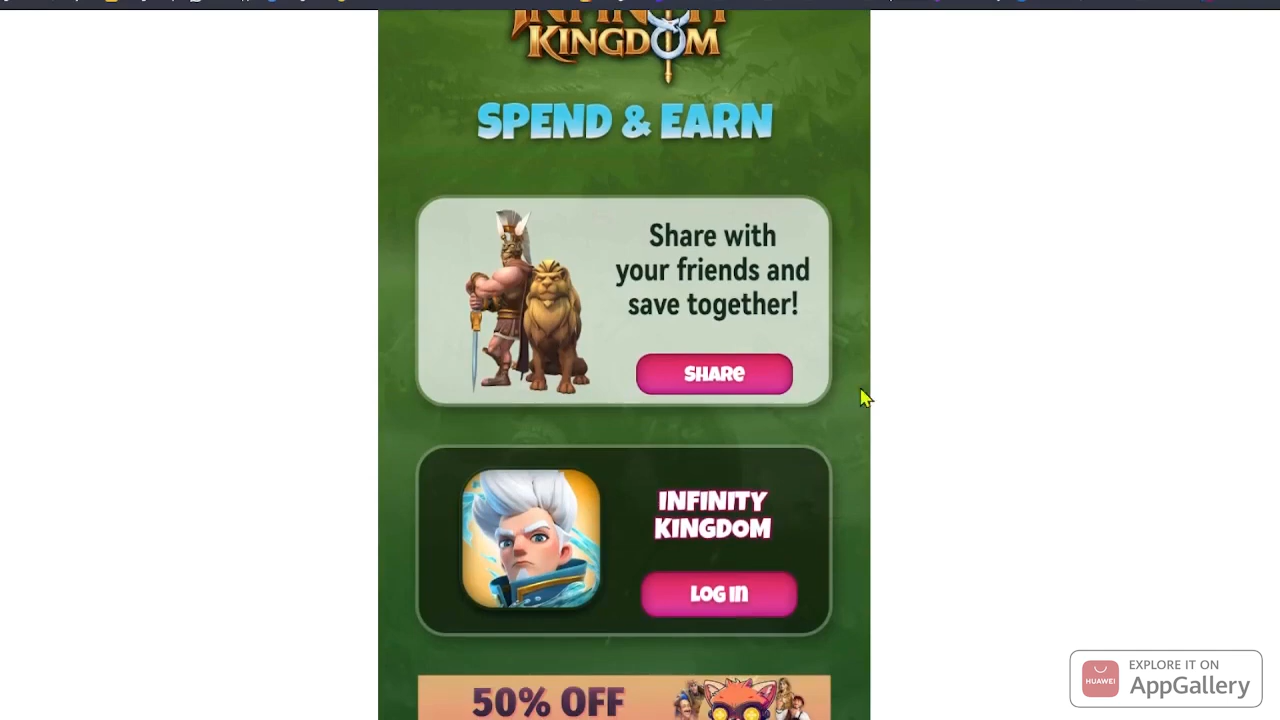 INFINITY
KINGDOM
SPEND & EARN
Share with
your friends and
save together!
SHARE
INFINITY
KINGDOM
LOG IN
50% OFF
EXPLORE IT ON
AppGallery
HUAWEI